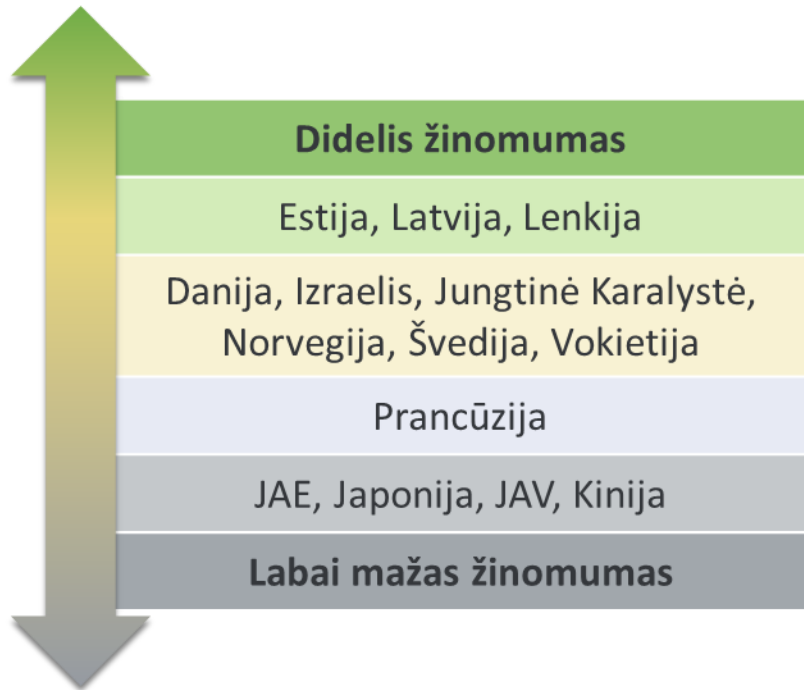 Didelis žinomumas
Estija, Latvija, Lenkija
Danija, Izraelis, Jungtinė Karalystė,
Norvegija, Švedija, Vokietija
Prancūzija
JAE, Japonija, JAV, Kinija
Labai mažas žinomumas